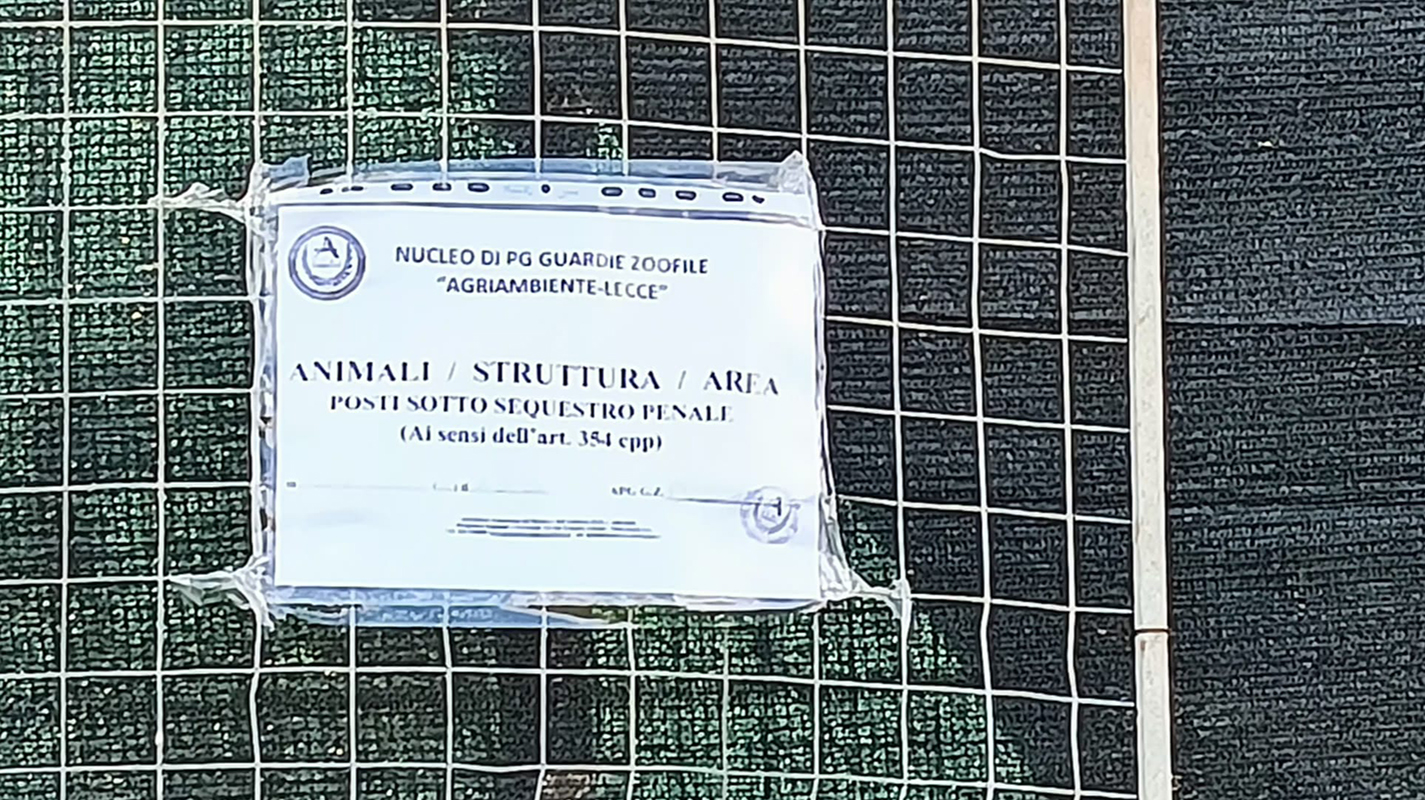 NUCLEO DI PG GUARDIE ZOOFILE
"AGRIAMBIENTE-LECCE"
ANIMALI / STRUTTURA / AREA
POSTI SOTTO SEQUESTRO PENALE
(Ai sensi dell'art. 354 cpp)